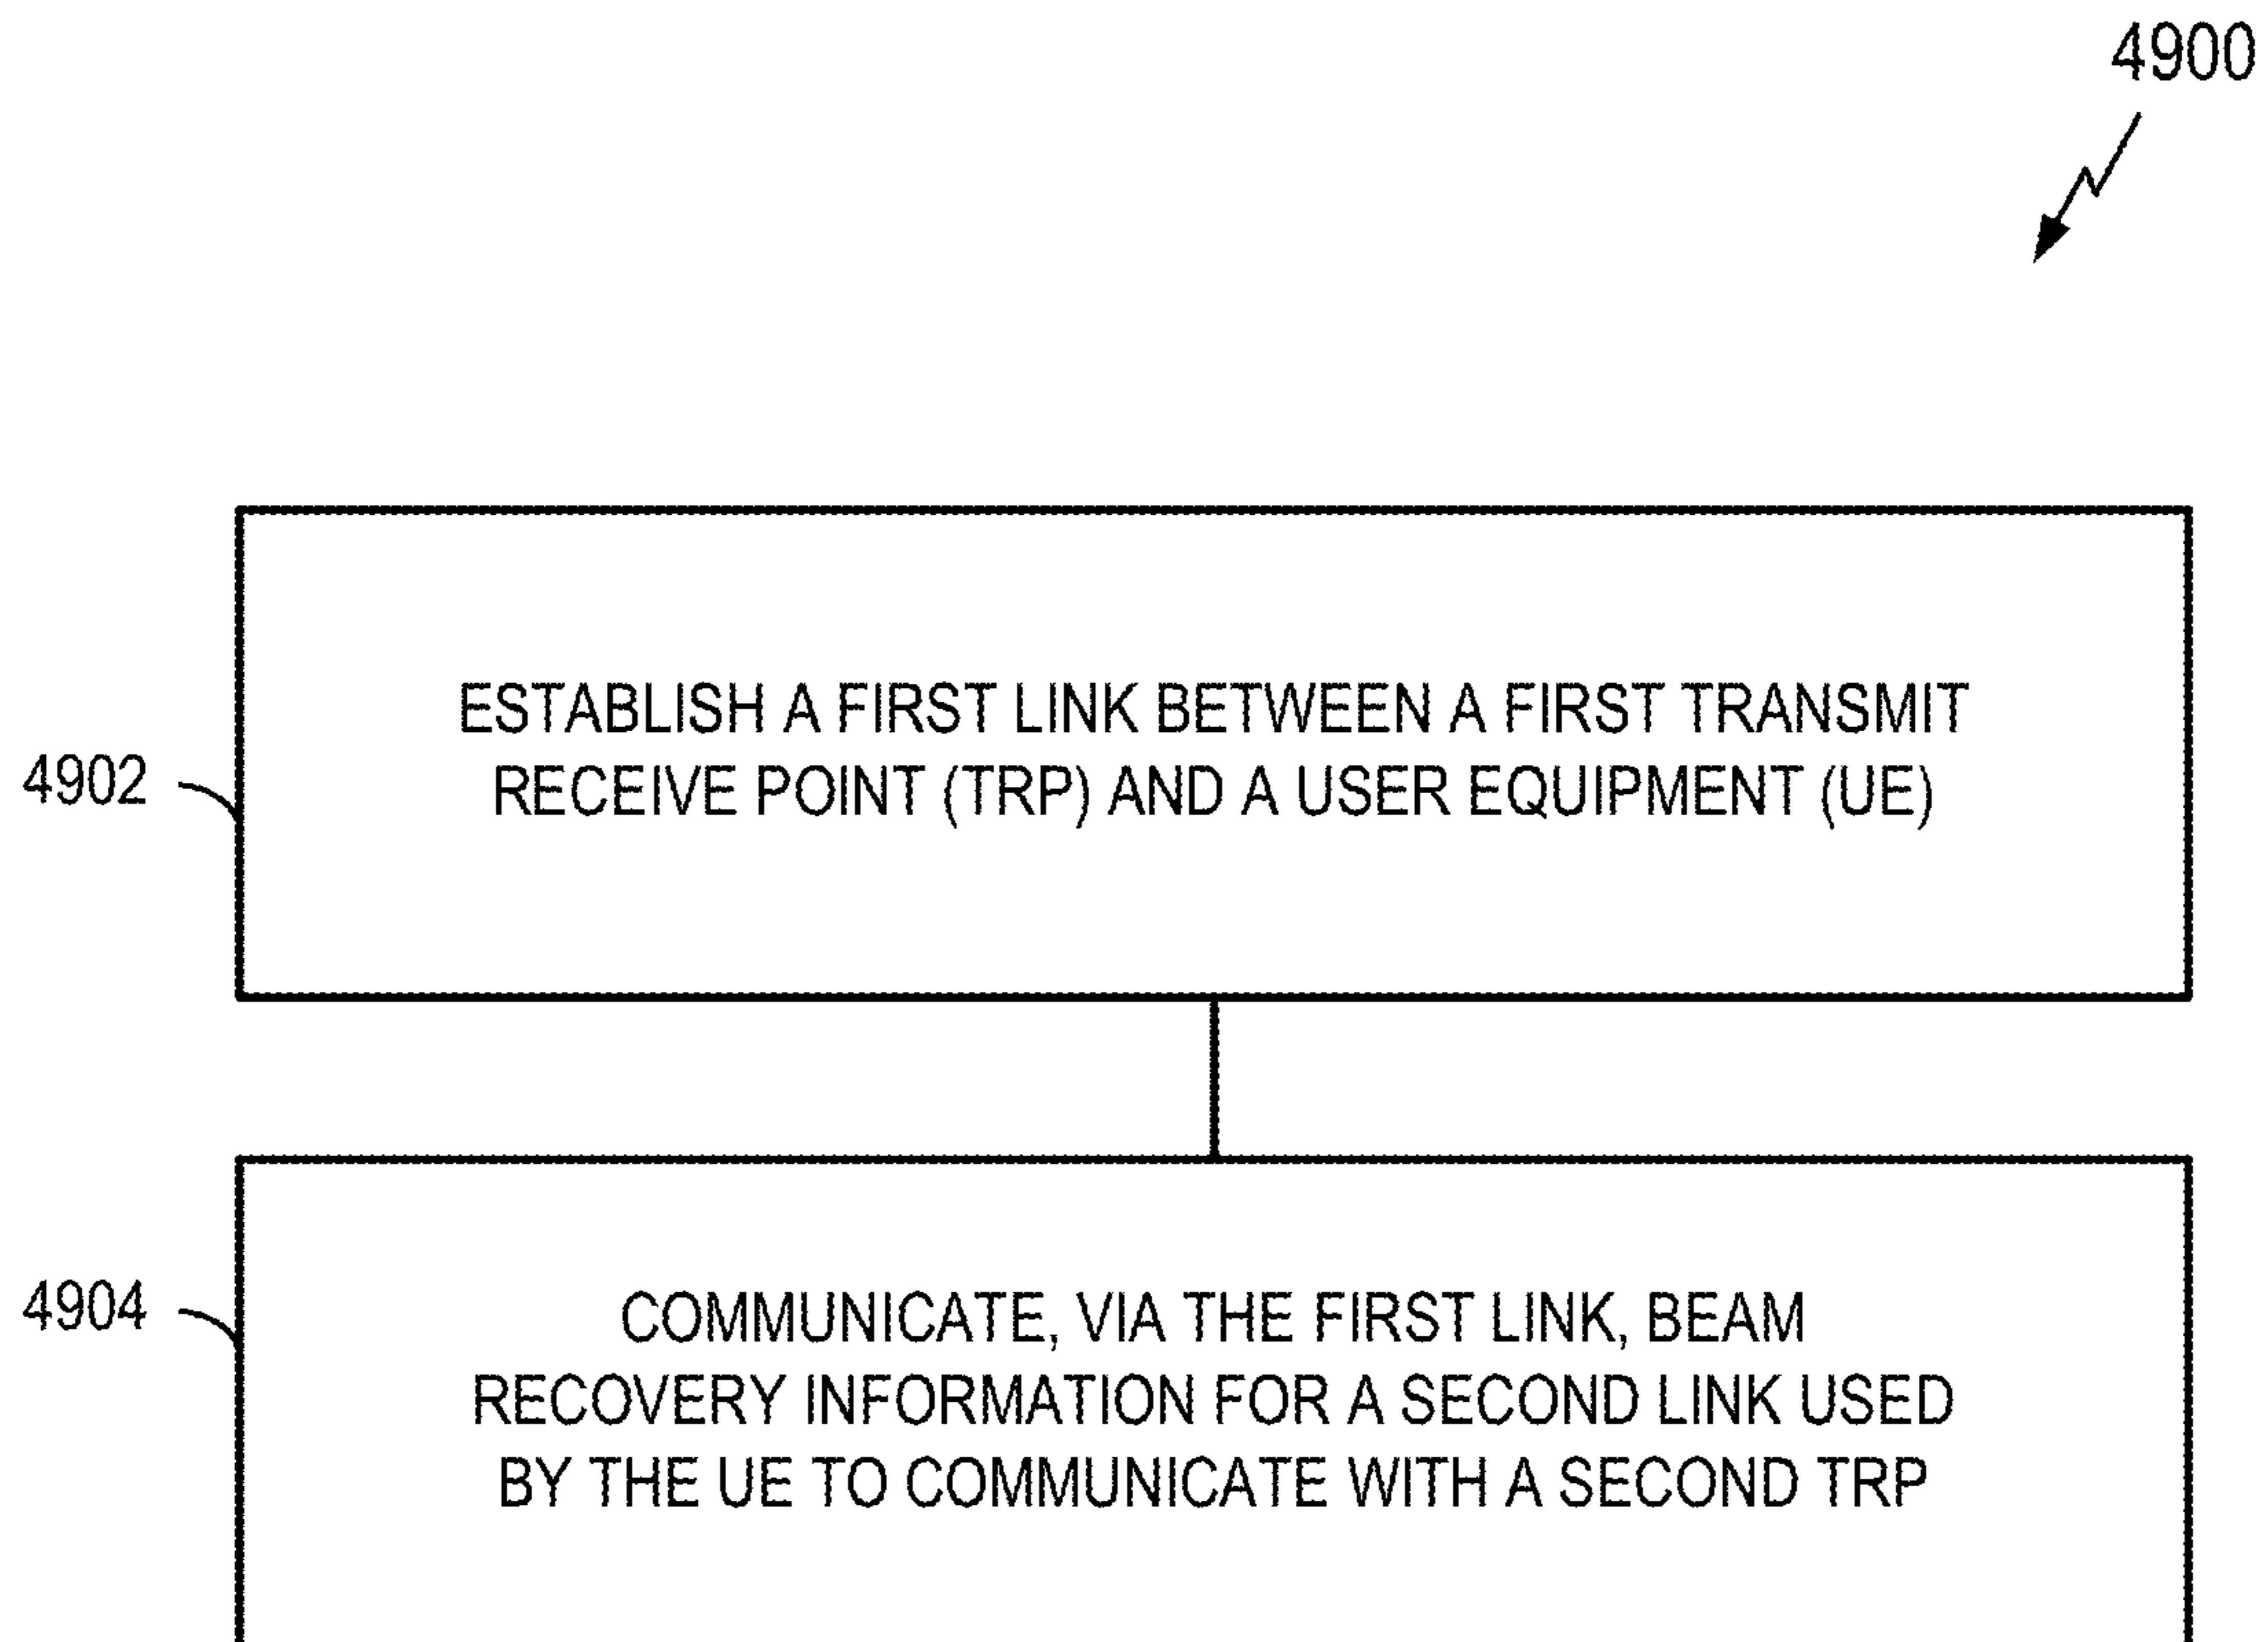 4900
ESTABLISH A FIRST LINK BETWEEN A FIRST TRANSMIT
RECEIVE POINT (TRP) AND A USER EQUIPMENT (UE)
4902
COMMUNICATE, VIA THE FIRST LINK, BEAM
RECOVERY INFORMATION FOR A SECOND LINK USED
BY THE UE TO COMMUNICATE WITH A SECOND TRP
4904